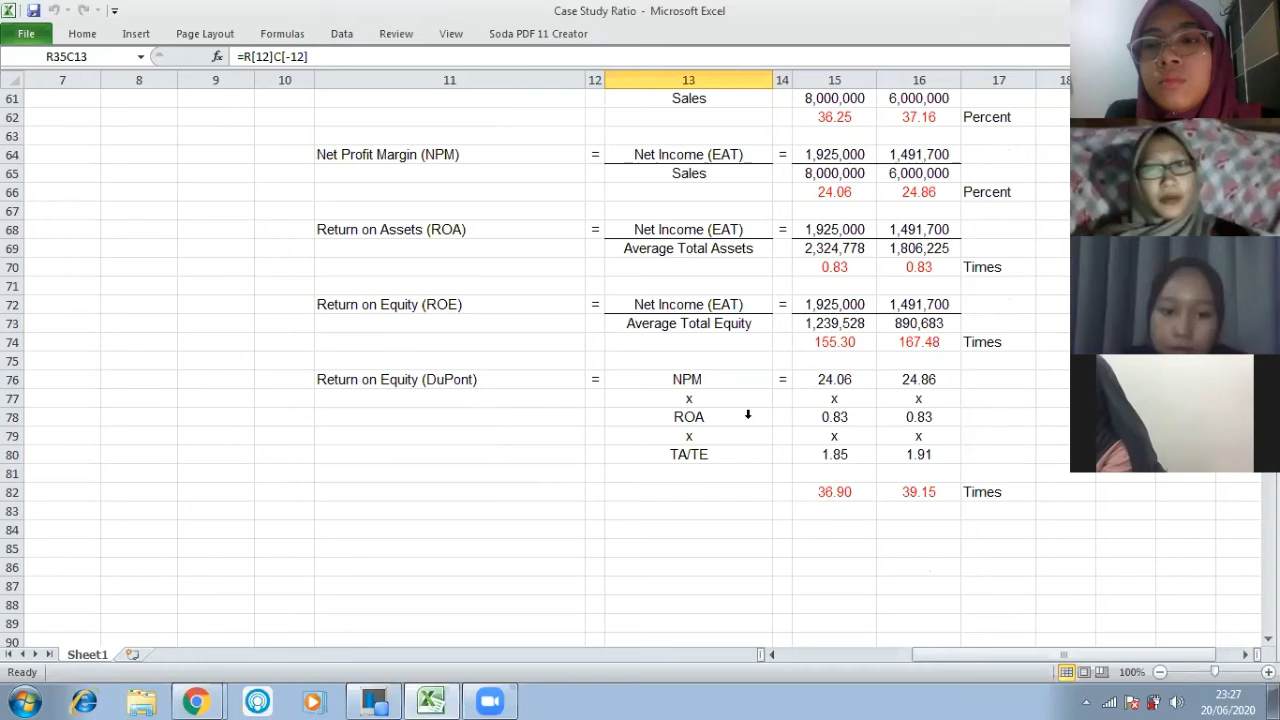 Case Study Ratio - Microsoft Excel
File Home Insert Page Layout Formulas Data Review View Soda PDF 11 Creator
R35C13 fx =R[12]C[-12]
7 8 9 10 11 12 13 14 15 16 17 18
61 Sales 8,000,000 6,000,000
62 36.25 37.16 Percent
63
64 Net Profit Margin (NPM) = Net Income (EAT) = 1,925,000 1,491,700
65 Sales 8,000,000 6,000,000
66 24.06 24.86 Percent
67
68 Return on Assets (ROA) = Net Income (EAT) = 1,925,000 1,491,700
69 Average Total Assets 2,324,778 1,806,225
70 0.83 0.83 Times
71
72 Return on Equity (ROE) = Net Income (EAT) = 1,925,000 1,491,700
73 Average Total Equity 1,239,528 890,683
74 155.30 167.48 Times
75
76 Return on Equity (DuPont) = NPM = 24.06 24.86
77 x x x
78 ROA 0.83 0.83
79 x x x
80 TA/TE 1.85 1.91
81
82 36.90 39.15 Times
83
84
85
86
87
88
89
90
Sheet1
Ready 100%
23:27
20/06/2020